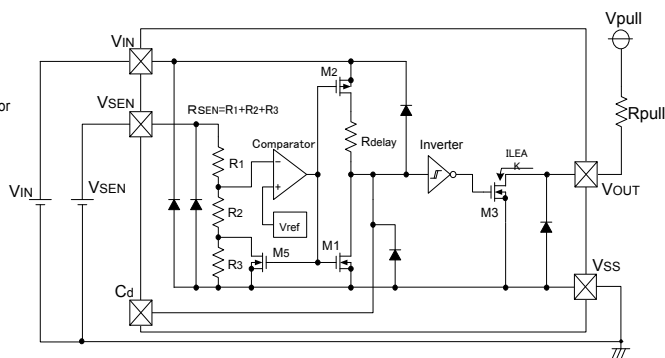 Vpull
VIN
M2
or
VSEN
RSEN=R1+R2+R3
Rpull
Comparator
Rdelay
Inverter
R1
ILEA
K
VOUT
VIN
VSEN
R2
Vref
M3
M5
M1
R3
VSS
Cd